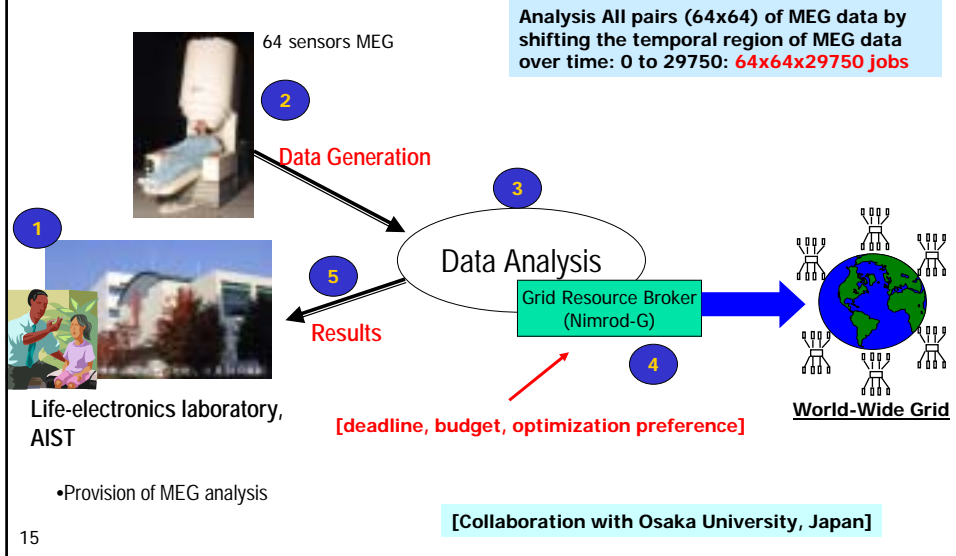 Analysis All pairs (64x64) of MEG data by
shifting the temporal region of MEG data
over time: 0 to 29750: 64x64x29750 jobs
64 sensors MEG
2
Data Generation
3
1
Data Analysis
5
Grid Resource Broker
(Nimrod-G)
Results
4
Life-electronics laboratory,
AIST
World-Wide Grid
[deadline, budget, optimization preference]
•Provision of MEG analysis
[Collaboration with Osaka University, Japan]
15